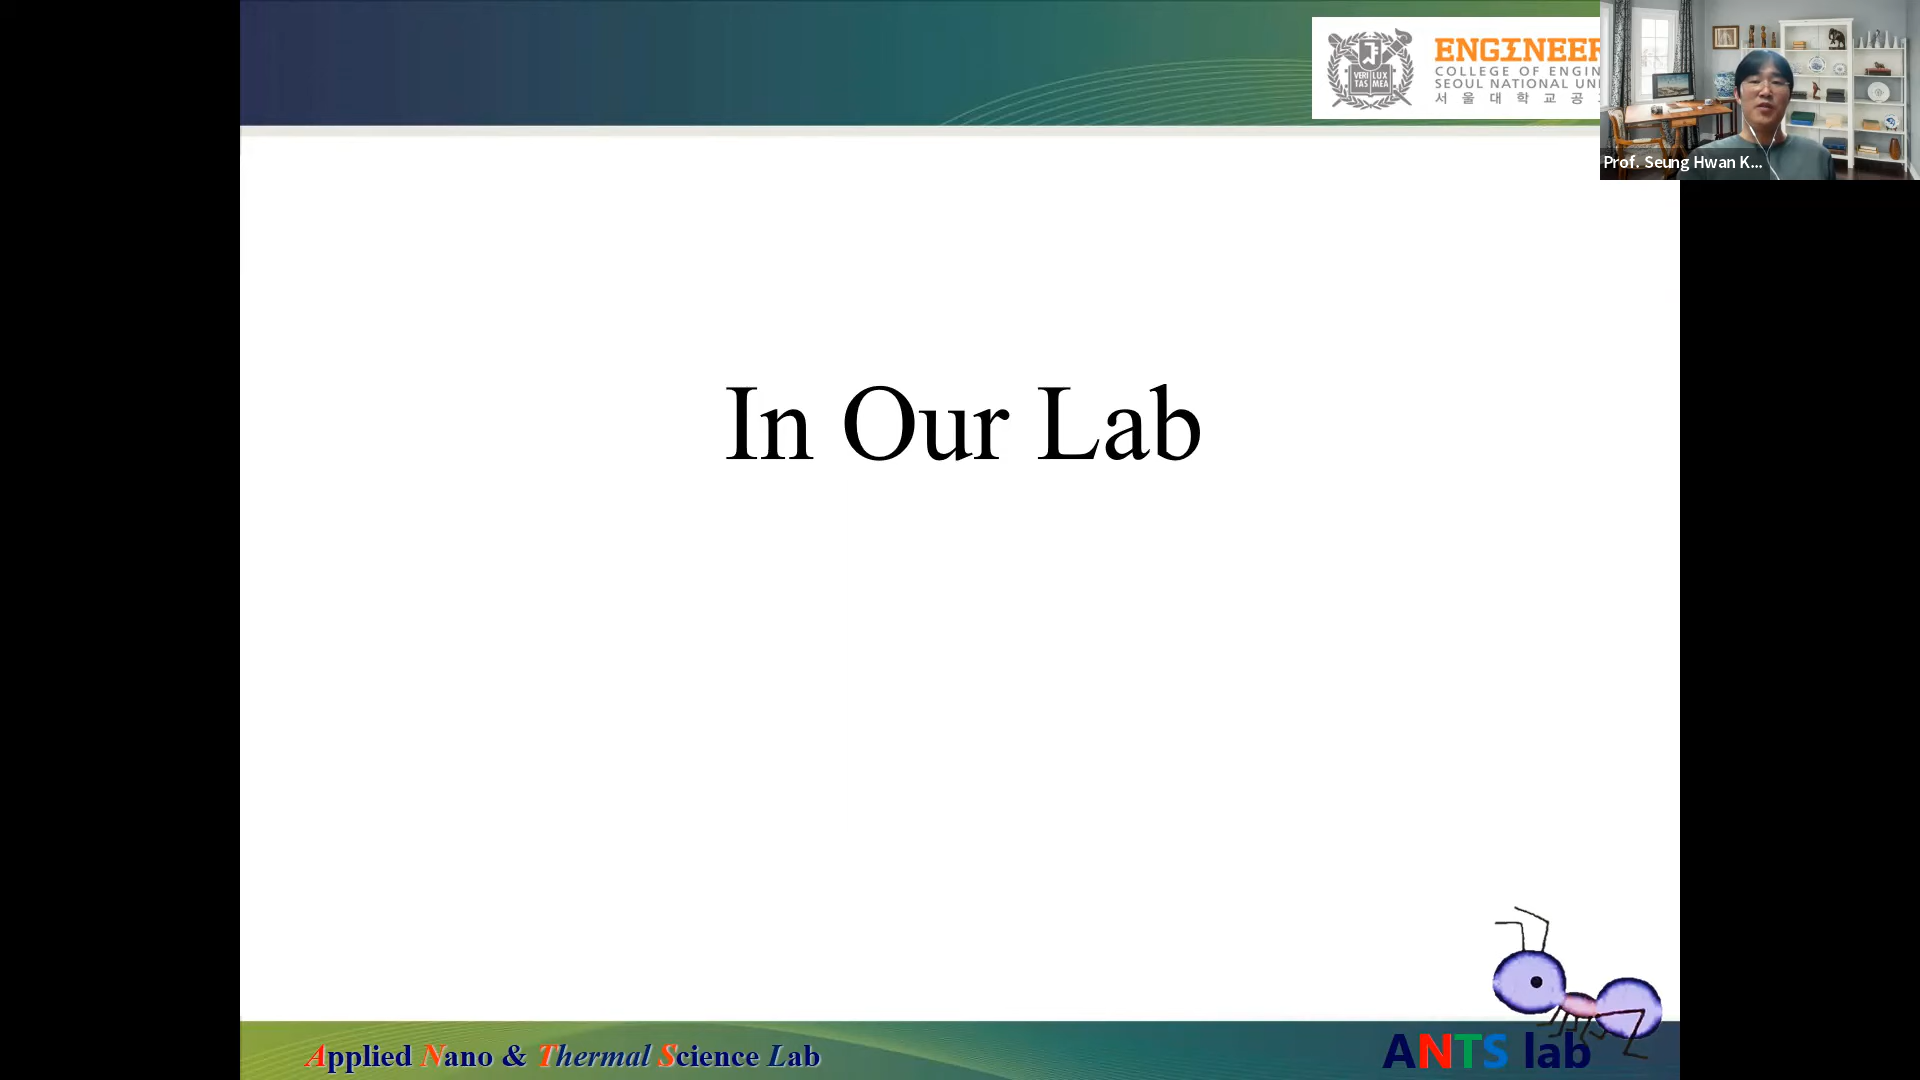 VERI LUX
TAS MEA
ENGINEER
COLLEGE OF ENGIN
SEOUL NATIONAL UNI
서 울 대 학 교 공
Prof. Seung Hwan K...
In Our Lab
Applied Nano & Thermal Science Lab
ANTS lab